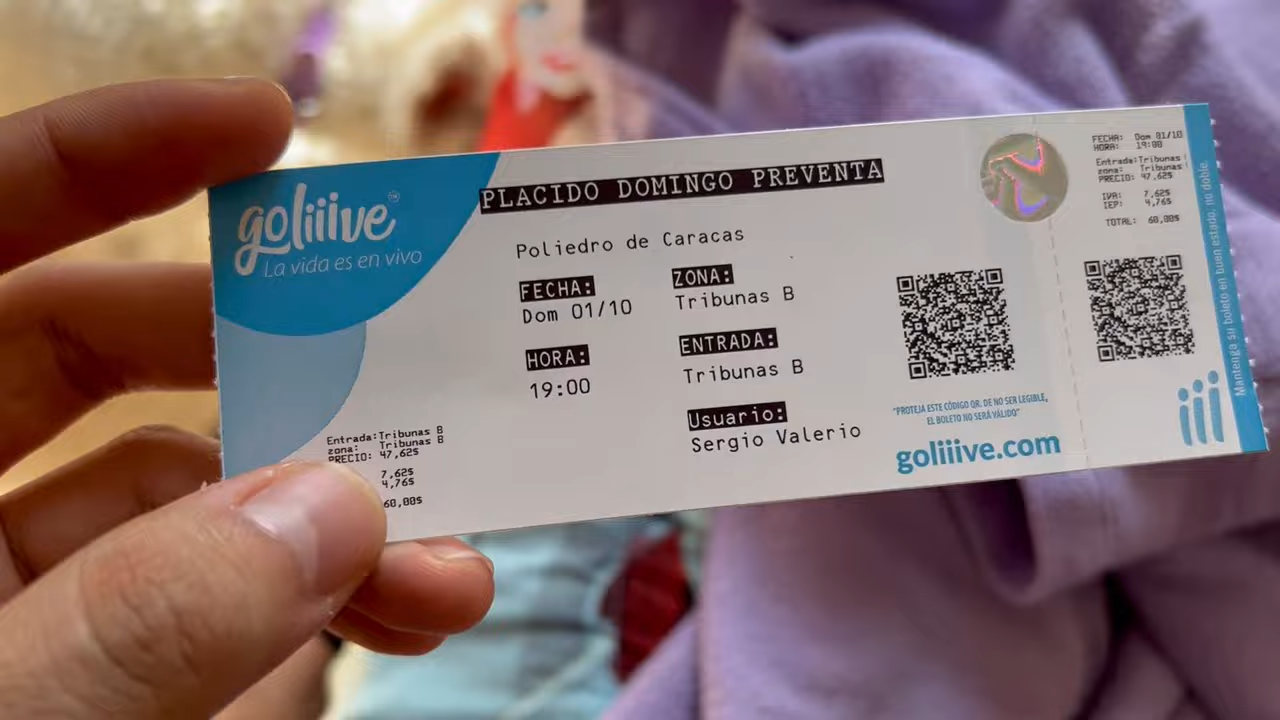 goliiive™
La vida es en vivo
PLACIDO DOMINGO PREVENTA
Poliedro de Caracas
FECHA:
Dom 01/10
HORA:
19:00
ZONA:
Tribunas B
ENTRADA:
Tribunas B
Usuario:
Sergio Valerio
Entrada:Tribunas B
zona: Tribunas B
PRECIO: 47,62$
7,62$
4,76$
60,00$
"PROTEJA ESTE CÓDIGO QR. DE NO SER LEGIBLE,
EL BOLETO NO SERÁ VÁLIDO"
goliiive.com
FECHA: Dom 01/10
HORA: 19:00
Entrada:Tribunas
zona: Tribunas
PRECIO: 47,62$
IVA: 7,62$
IEP: 4,76$
TOTAL: 60,00$
Mantenga su boleto en buen estado, no doble.